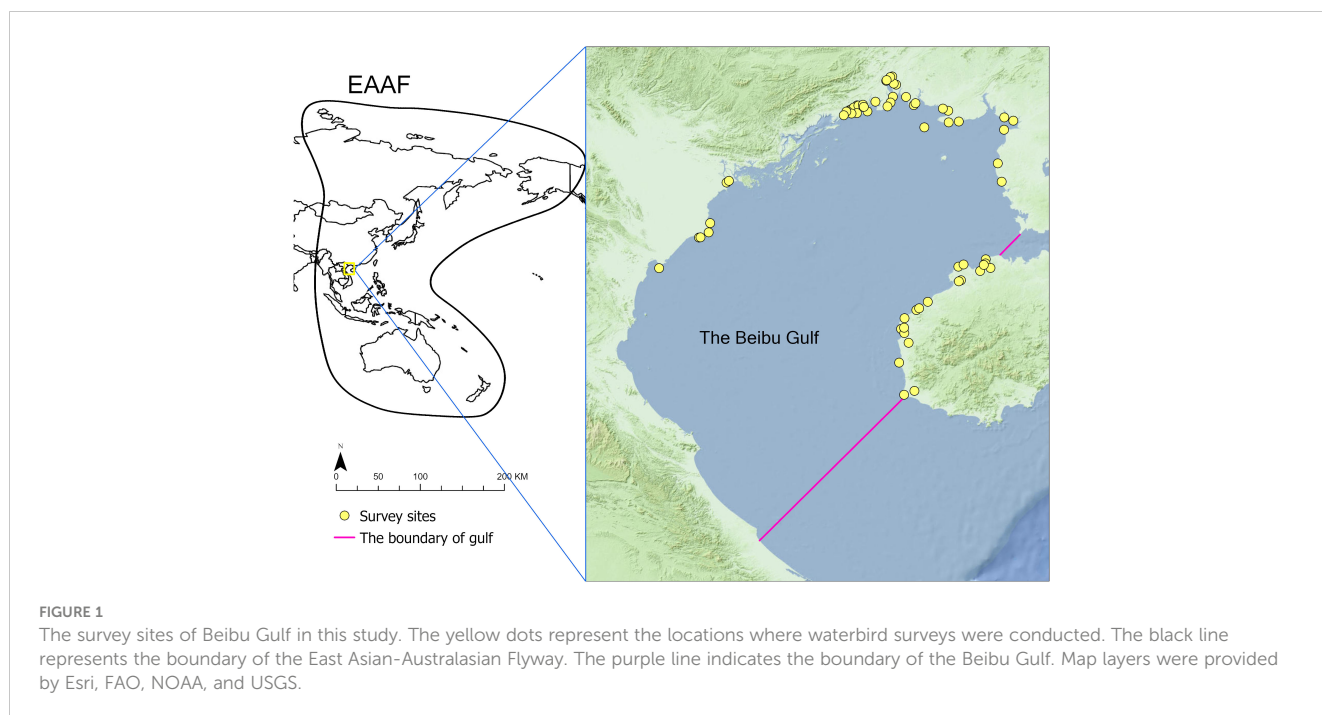 EAAF
The Beibu Gulf
N
0 50 100 200 KM
Survey sites
The boundary of gulf
FIGURE 1
The survey sites of Beibu Gulf in this study. The yellow dots represent the locations where waterbird surveys were conducted. The black line
represents the boundary of the East Asian-Australasian Flyway. The purple line indicates the boundary of the Beibu Gulf. Map layers were provided
by Esri, FAO, NOAA, and USGS.